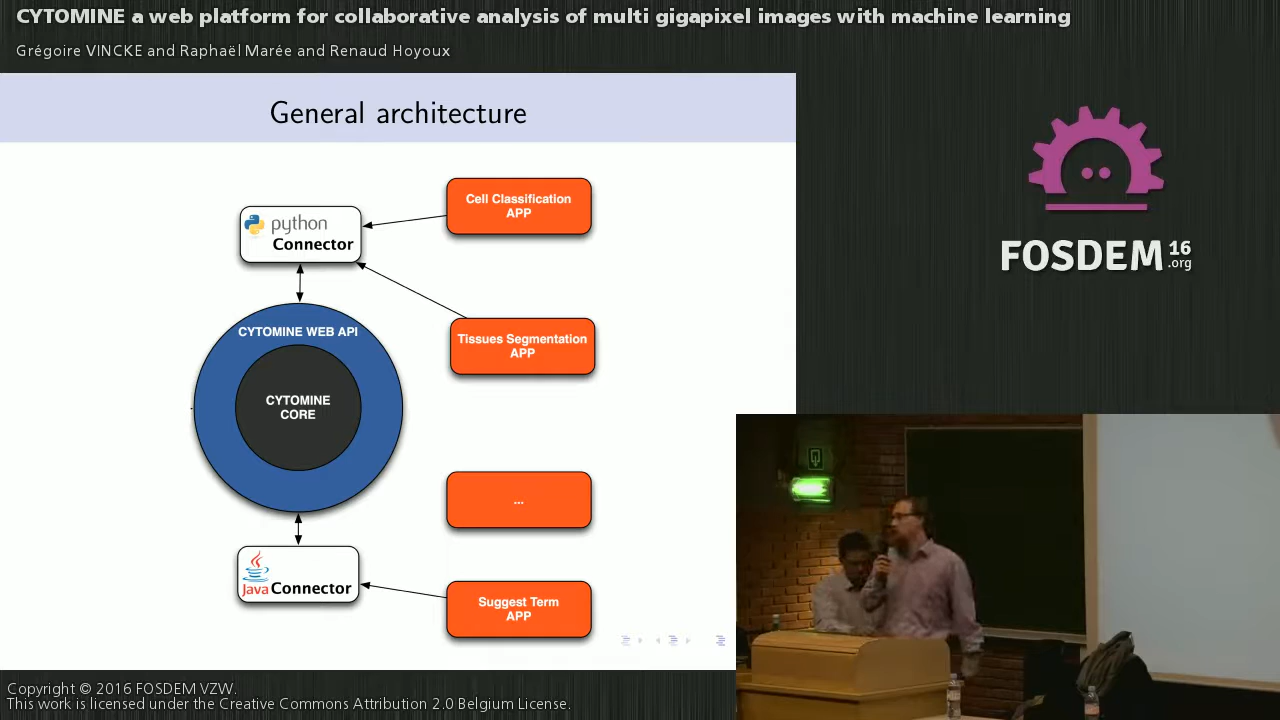 CYTOMINE a web platform for collaborative analysis of multi gigapixel images with machine learning
Grégoire VINCKE and Raphaël Marée and Renaud Hoyoux
General architecture
python
Connector
Cell Classification
APP
CYTOMINE WEB API
Tissues Segmentation
APP
CYTOMINE
CORE
...
Java Connector
Suggest Term
APP
FOSDEM 16
.org
Copyright © 2016 FOSDEM VZW.
This work is licensed under the Creative Commons Attribution 2.0 Belgium License.